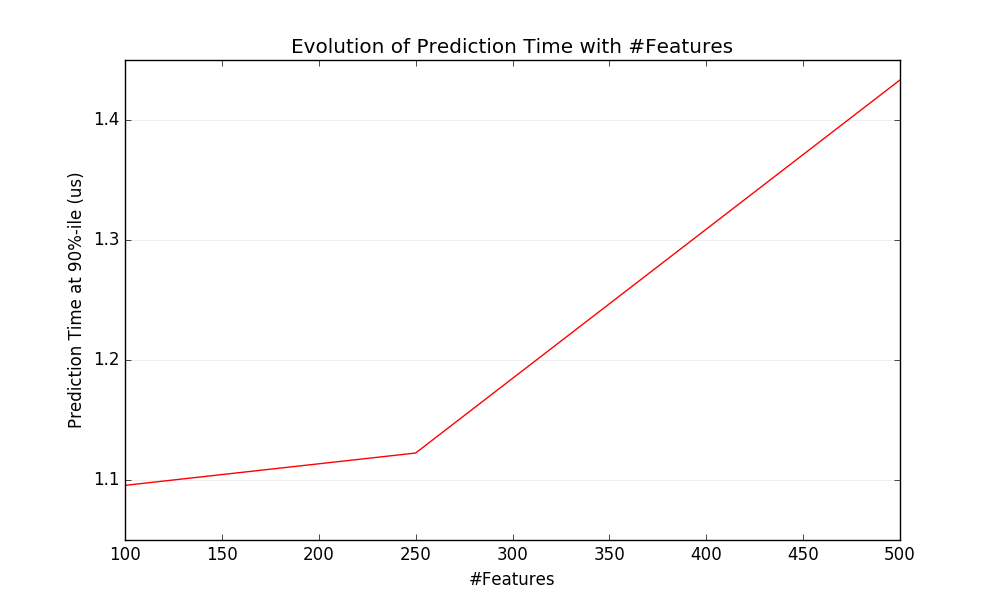 Evolution of Prediction Time with #Features
Prediction Time at 90%-ile (us)
1.4
1.3
1.2
1.1
100 150 200 250 300 350 400 450 500
#Features